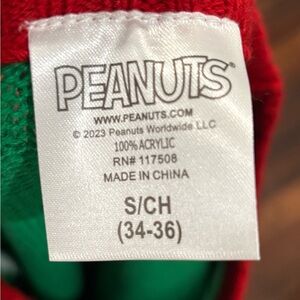 PEANUTS
WWW.PEANUTS.COM
© 2023 Peanuts Worldwide LLC
100% ACRYLIC
RN# 117508
MADE IN CHINA
S/CH
(34-36)